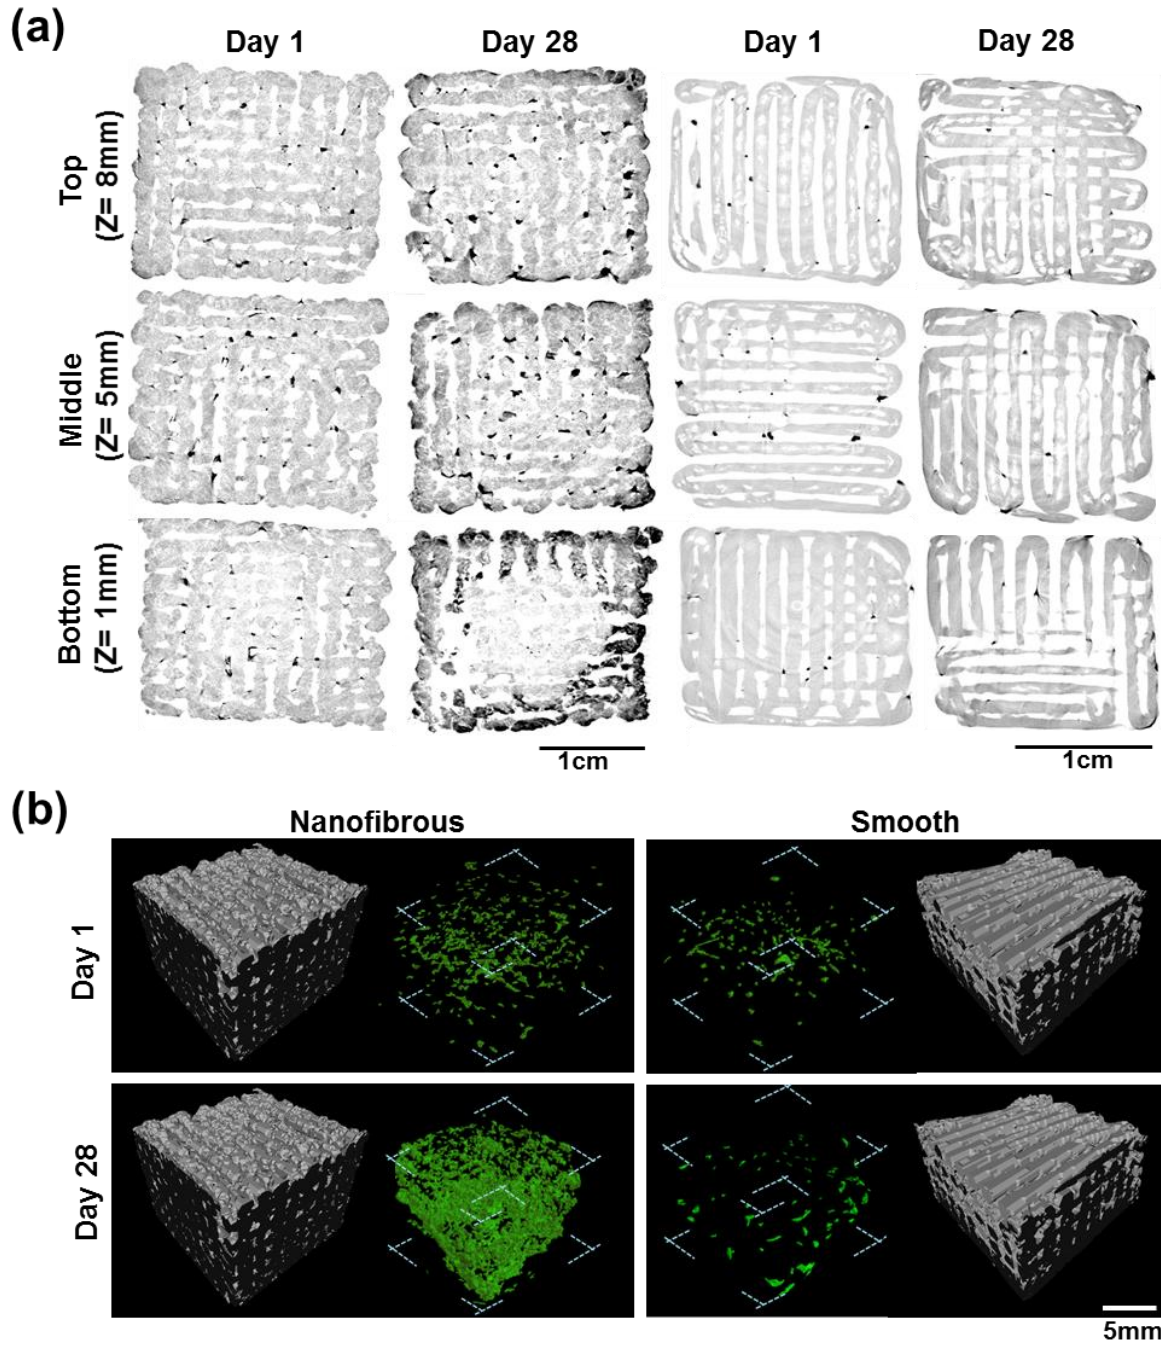 (a)
Day 1
Day 28
Day 1
Day 28
Top
(Z= 8mm)
Middle
(Z= 5mm)
Bottom
(Z= 1mm)
1cm
1cm
(b)
Nanofibrous
Smooth
Day 1
Day 28
5mm